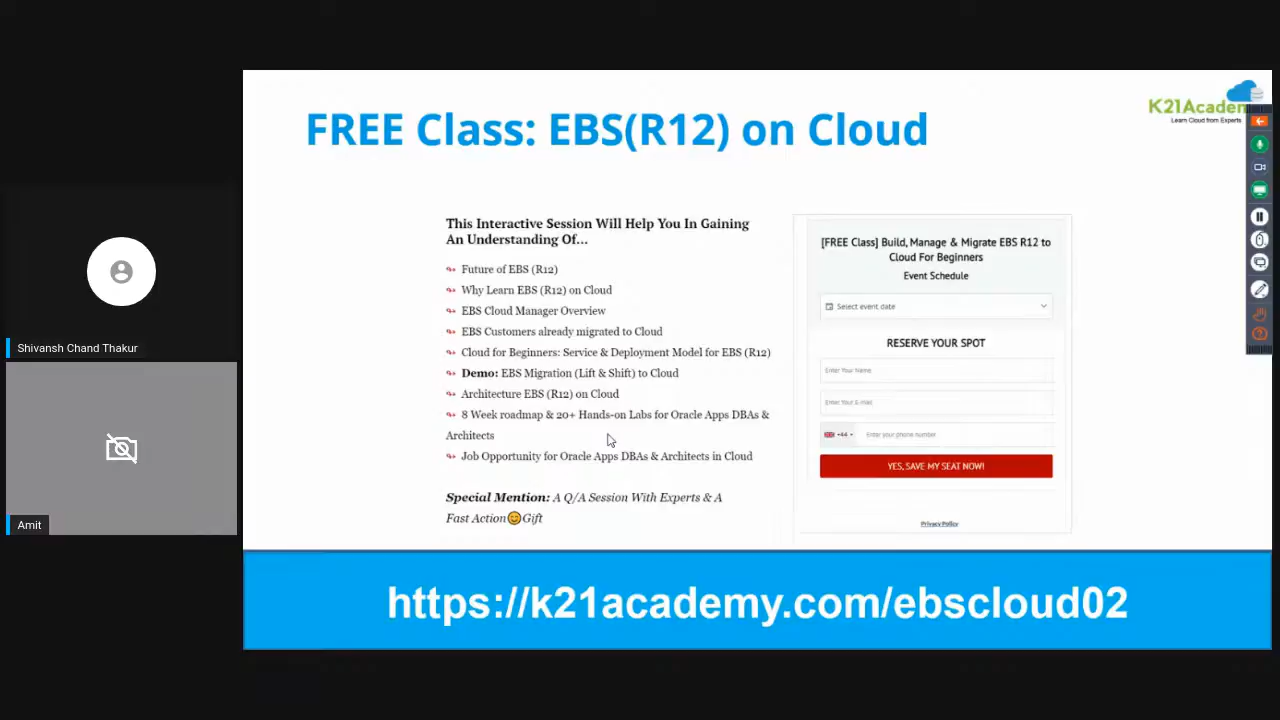 FREE Class: EBS(R12) on Cloud
K21Academ
Learn Cloud from Experts
This Interactive Session Will Help You In Gaining
An Understanding Of...
Future of EBS (R12)
Why Learn EBS (R12) on Cloud
EBS Cloud Manager Overview
EBS Customers already migrated to Cloud
Cloud for Beginners: Service & Deployment Model for EBS (R12)
Demo: EBS Migration (Lift & Shift) to Cloud
Architecture EBS (R12) on Cloud
8 Week roadmap & 20+ Hands-on Labs for Oracle Apps DBAs &
Architects
Job Opportunity for Oracle Apps DBAs & Architects in Cloud
Special Mention: A Q/A Session With Experts & A
Fast Action😊Gift
[FREE Class] Build, Manage & Migrate EBS R12 to
Cloud For Beginners
Event Schedule
Select event date
RESERVE YOUR SPOT
Enter Your Name
Enter Your E-mail
+44
Enter your phone number
YES, SAVE MY SEAT NOW!
Privacy Policy
https://k21academy.com/ebscloud02
Shivansh Chand Thakur
Amit